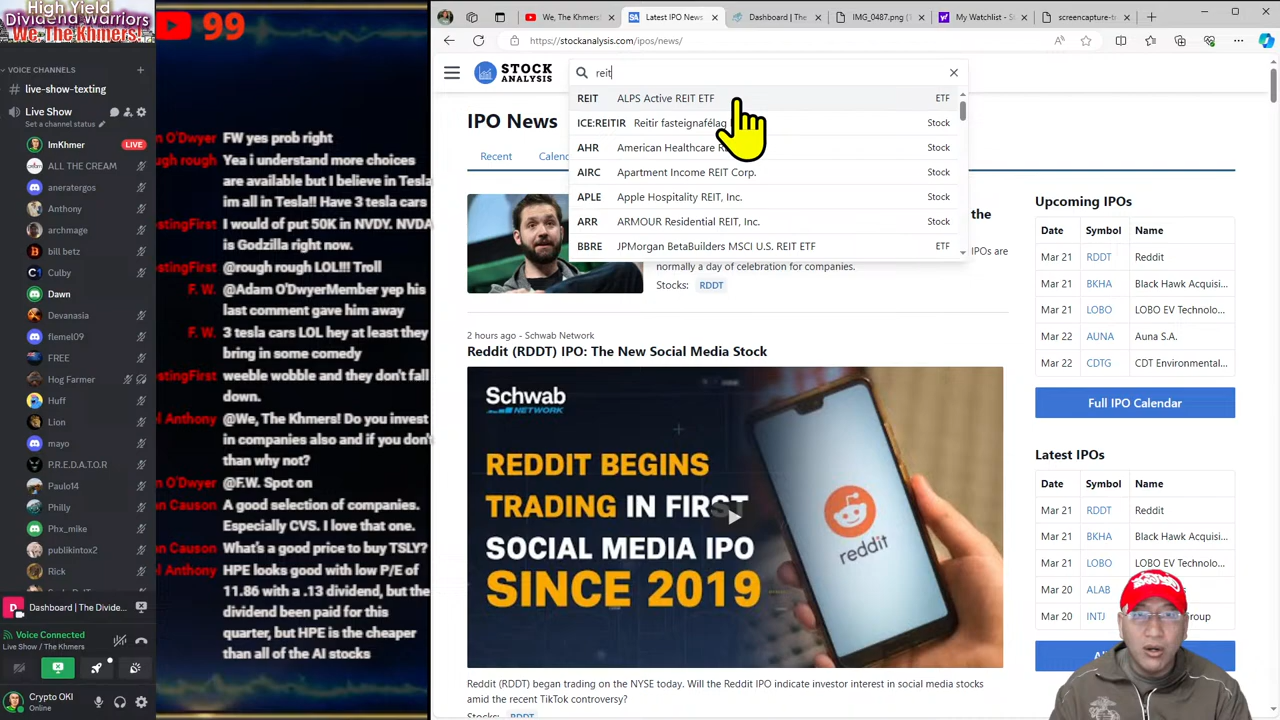 High Yield
Dividend Warriors
We, The Khmers!
VOICE CHANNELS
live-show-texting
Live Show
Set a channel status
ImKhmer LIVE
ALL THE CREAM
aneratergos
Anthony
archmage
bill betz
Culby
Dawn
Devanasia
flemel09
FREE
Hog Farmer
Huff
Lion
mayo
P.R.E.D.A.T.O.R
Paulo14
Philly
Phx_mike
publikintox2
Rick
Dashboard | The Divide...
Voice Connected
Live Show / The Khmers
Crypto OKI
Online
99
O'Dwyer FW yes prob right
rough Yea i understand more choices
are available but I believe in Tesla
im all in Tesla!! Have 3 tesla cars
stingFirst I would of put 50K in NVDY. NVDA
is Godzilla right now.
stingFirst @rough rough LOL!!! Troll
F. W. @Adam O'DwyerMember yep his
last comment gave him away
F. W. 3 tesla cars LOL hey at least they
bring in some comedy
stingFirst weeble wobble and they don't fall
down.
Anthony @We, The Khmers! Do you invest
in companies also and if you don't
than why not?
O'Dwyer @F.W. Spot on
Causon A good selection of companies.
Especially CVS. I love that one.
Causon What's a good price to buy TSLY?
Anthony HPE looks good with low P/E of
11.86 with a .13 dividend, but the
dividend been paid for this
quarter, but HPE is the cheaper
than all of the AI stocks
We, The Khmers!
Latest IPO News
Dashboard | The
IMG_0487.png (
My Watchlist - S
screencapture-t
https://stockanalysis.com/ipos/news/
STOCK
ANALYSIS
reit
REIT ALPS Active REIT ETF ETF
ICE:REITIR Reitir fasteignafélag Stock
AHR American Healthcare Stock
AIRC Apartment Income REIT Corp. Stock
APLE Apple Hospitality REIT, Inc. Stock
ARR ARMOUR Residential REIT, Inc. Stock
BBRE JPMorgan BetaBuilders MSCI U.S. REIT ETF ETF
IPO News
Recent
the
IPOs are
normally a day of celebration for companies.
Stocks: RDDT
2 hours ago - Schwab Network
Reddit (RDDT) IPO: The New Social Media Stock
Schwab
NETWORK
REDDIT BEGINS
TRADING IN FIRST
SOCIAL MEDIA IPO
SINCE 2019
reddit
Reddit (RDDT) began trading on the NYSE today. Will the Reddit IPO indicate investor interest in social media stocks
amid the recent TikTok controversy?
Stocks: RDDT
Upcoming IPOs
Date Symbol Name
Mar 21 RDDT Reddit
Mar 21 BKHA Black Hawk Acquisi...
Mar 21 LOBO LOBO EV Technolo...
Mar 22 AUNA Auna S.A.
Mar 22 CDTG CDT Environmental...
Full IPO Calendar
Latest IPOs
Date Symbol Name
Mar 21 RDDT Reddit
Mar 21 BKHA Black Hawk Acquisi...
Mar 21 LOBO LOBO EV Technolo...
Mar 20 ALAB
Mar 20 INTJ Group